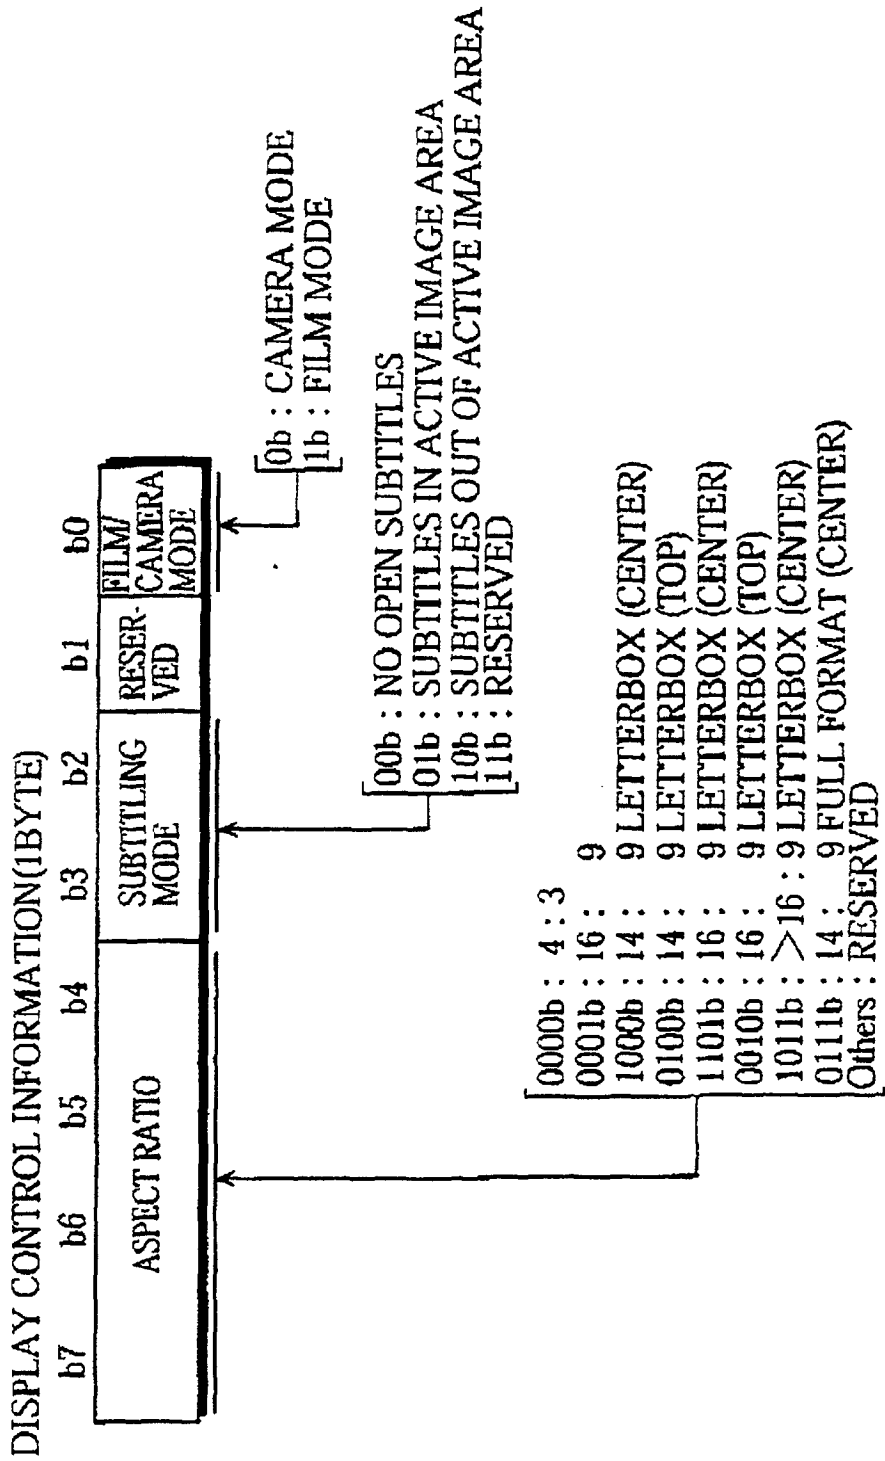 DISPLAY CONTROL INFORMATION(1BYTE)
b7 b6 b5 b4 b3 b2 b1 b0
ASPECT RATIO
SUBTITLING
MODE
RESER-
VED
FILM/
CAMERA
MODE
0b : CAMERA MODE
1b : FILM MODE
00b : NO OPEN SUBTITLES
01b : SUBTITLES IN ACTIVE IMAGE AREA
10b : SUBTITLES OUT OF ACTIVE IMAGE AREA
11b : RESERVED
0000b : 4 : 3
0001b : 16 : 9
1000b : 14 : 9 LETTERBOX (CENTER)
0100b : 14 : 9 LETTERBOX (TOP)
1101b : 16 : 9 LETTERBOX (CENTER)
0010b : 16 : 9 LETTERBOX (TOP)
1011b : >16 : 9 LETTERBOX (CENTER)
0111b : 14 : 9 FULL FORMAT (CENTER)
Others : RESERVED